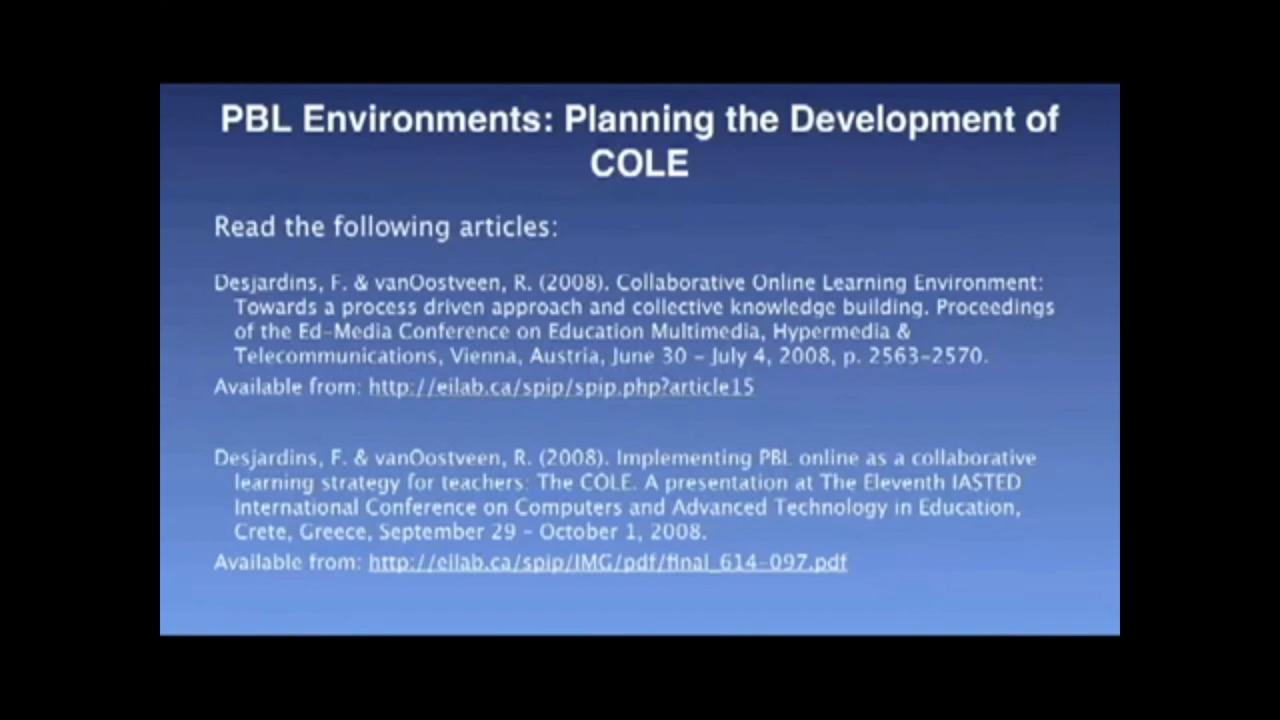 PBL Environments: Planning the Development of
COLE
Read the following articles:
Desjardins, F. & vanOostveen, R. (2008). Collaborative Online Learning Environment:
Towards a process driven approach and collective knowledge building. Proceedings
of the Ed-Media Conference on Education Multimedia, Hypermedia &
Telecommunications, Vienna, Austria, June 30 - July 4, 2008, p. 2563-2570.
Available from: http://eilab.ca/spip/spip.php?article15
Desjardins, F. & vanOostveen, R. (2008). Implementing PBL online as a collaborative
learning strategy for teachers: The COLE. A presentation at The Eleventh IASTED
International Conference on Computers and Advanced Technology in Education,
Crete, Greece, September 29 - October 1, 2008.
Available from: http://eilab.ca/spip/IMG/pdf/final_614-097.pdf